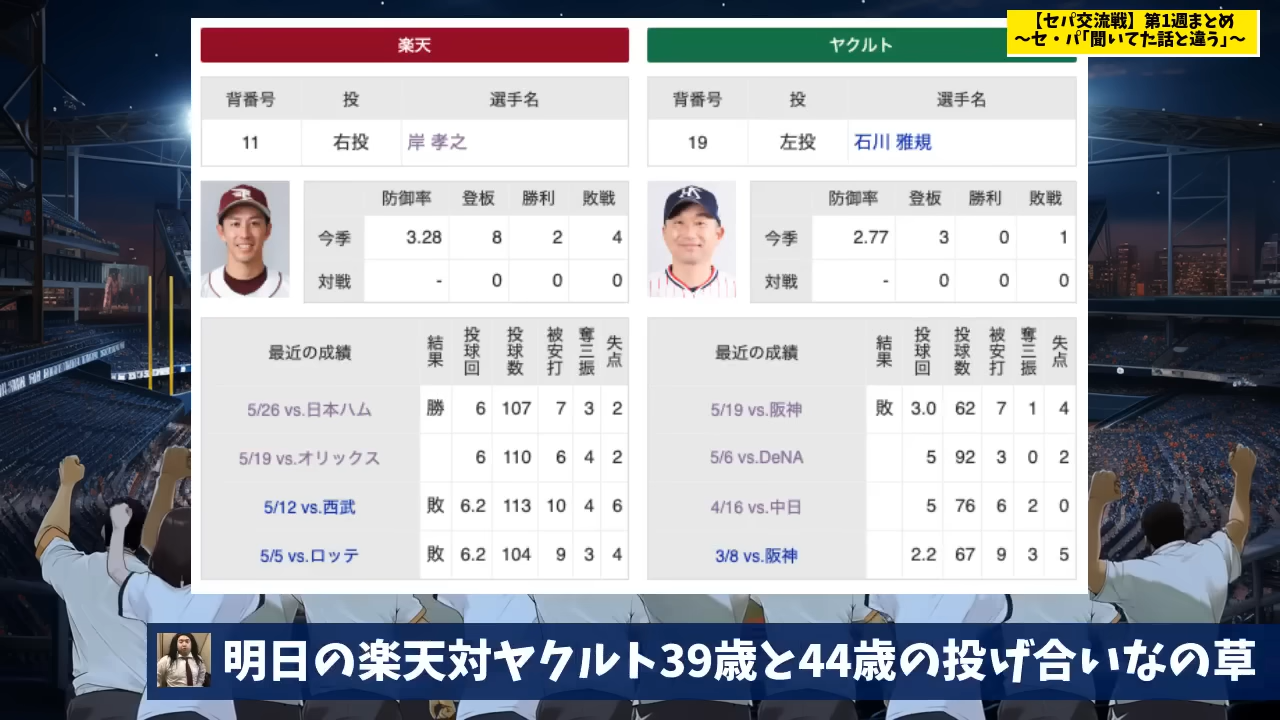 【セパ交流戦】第1週まとめ
〜セ・パ「聞いてた話と違う」〜
楽天
背番号 投 選手名
11 右投 岸 孝之
防御率 登板 勝利 敗戦
今季 3.28 8 2 4
対戦 - 0 0 0
最近の成績 結果 投球回 投球数 被安打 奪三振 失点
5/26 vs.日本ハム 勝 6 107 7 3 2
5/19 vs.オリックス 6 110 6 4 2
5/12 vs.西武 敗 6.2 113 10 4 6
5/5 vs.ロッテ 敗 6.2 104 9 3 4
ヤクルト
背番号 投 選手名
19 左投 石川 雅規
防御率 登板 勝利 敗戦
今季 2.77 3 0 1
対戦 - 0 0 0
最近の成績 結果 投球回 投球数 被安打 奪三振 失点
5/19 vs.阪神 敗 3.0 62 7 1 4
5/6 vs.DeNA 5 92 3 0 2
4/16 vs.中日 5 76 6 2 0
3/8 vs.阪神 2.2 67 9 3 5
明日の楽天対ヤクルト39歳と44歳の投げ合いなの草